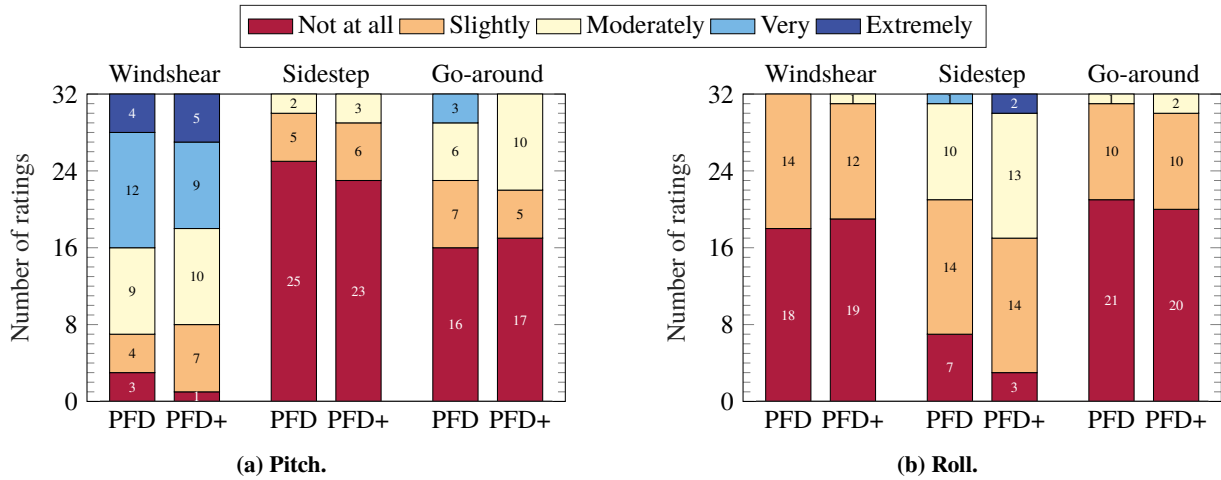 Not at all Slightly Moderately Very Extremely
Windshear Sidestep Go-around
Number of ratings
32
24
16
8
0
4 5 2 3 3 10
12 9 5 6 6 5
9 10 25 23 7 17
4 7 16
3 1
PFD PFD+ PFD PFD+ PFD PFD+
(a) Pitch.
Windshear Sidestep Go-around
Number of ratings
32
24
16
8
0
14 1 1 2 1 2
18 12 10 13 10 10
19 14 14 21 20
7 3
PFD PFD+ PFD PFD+ PFD PFD+
(b) Roll.